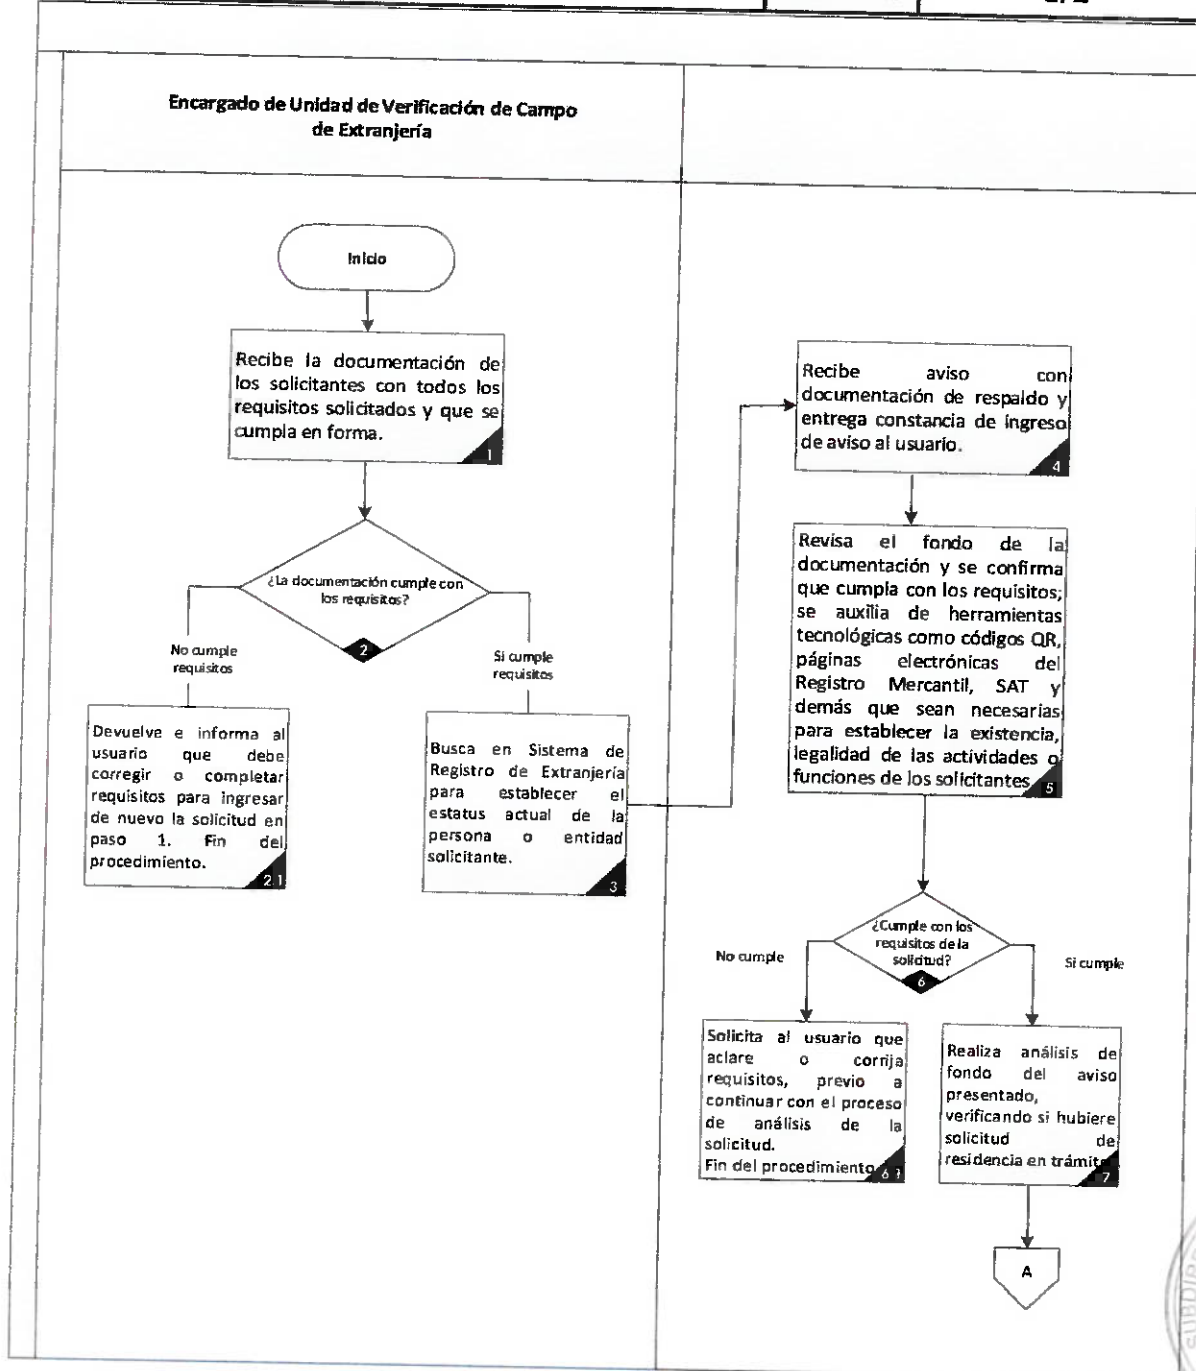 Encargado de Unidad de Verificación de Campo
de Extranjería
Inicio
Recibe la documentación de
los solicitantes con todos los
requisitos solicitados y que se
cumpla en forma.
1
¿La documentación cumple con
los requisitos?
2
No cumple
requisitos
Si cumple
requisitos
Devuelve e informa al
usuario que debe
corregir o completar
requisitos para ingresar
de nuevo la solicitud en
paso 1. Fin del
procedimiento.
2.1
Busca en Sistema de
Registro de Extranjería
para establecer el
estatus actual de la
persona o entidad
solicitante.
3
Recibe aviso con
documentación de respaldo y
entrega constancia de ingreso
de aviso al usuario.
4
Revisa el fondo de la
documentación y se confirma
que cumpla con los requisitos;
se auxilia de herramientas
tecnológicas como códigos QR,
páginas electrónicas del
Registro Mercantil, SAT y
demás que sean necesarias
para establecer la existencia,
legalidad de las actividades o
funciones de los solicitantes.
5
¿Cumple con los
requisitos de la
solicitud?
6
No cumple
Si cumple
Solicita al usuario que
aclare o corrija
requisitos, previo a
continuar con el proceso
de análisis de la
solicitud.
Fin del procedimiento
6.1
Realiza análisis de
fondo del aviso
presentado,
verificando si hubiere
solicitud de
residencia en trámite
7
A